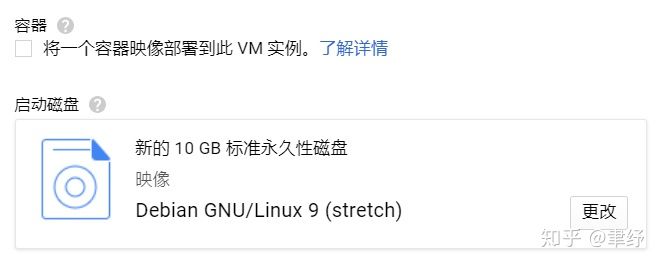 容器
将一个容器映像部署到此 VM 实例。了解详情
启动磁盘
新的 10 GB 标准永久性磁盘
映像
Debian GNU/Linux 9 (stretch)
更改
知乎 @聿纾